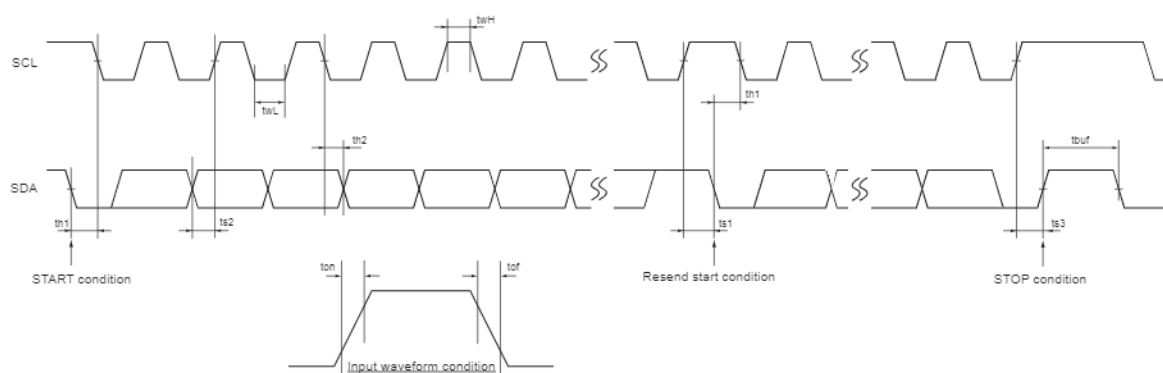 twH
SCL
th1
twL
th2
tbuf
SDA
th1
ts2
ts1
ts3
START condition
Resend start condition
STOP condition
ton
tof
Input waveform condition